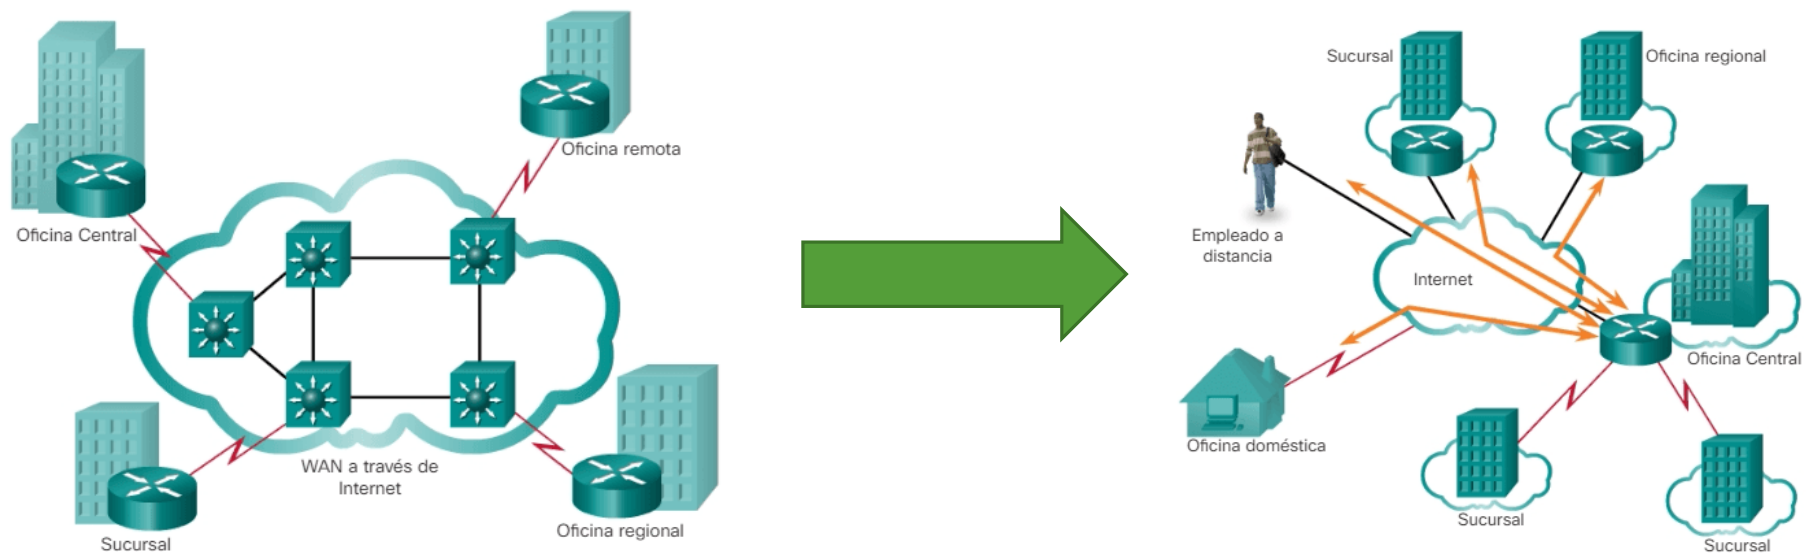 Oficina Central
Oficina remota
WAN a través de
Internet
Sucursal
Oficina regional
Sucursal
Oficina regional
Empleado a
distancia
Internet
Oficina Central
Oficina doméstica
Sucursal
Sucursal